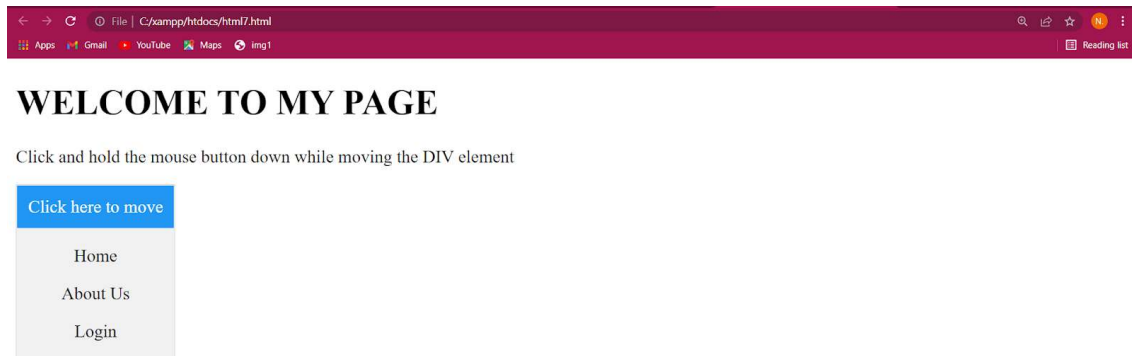 File | C:/xampp/htdocs/html7.html N.
Apps Gmail YouTube Maps img1 Reading list
WELCOME TO MY PAGE
Click and hold the mouse button down while moving the DIV element
Click here to move
Home
About Us
Login